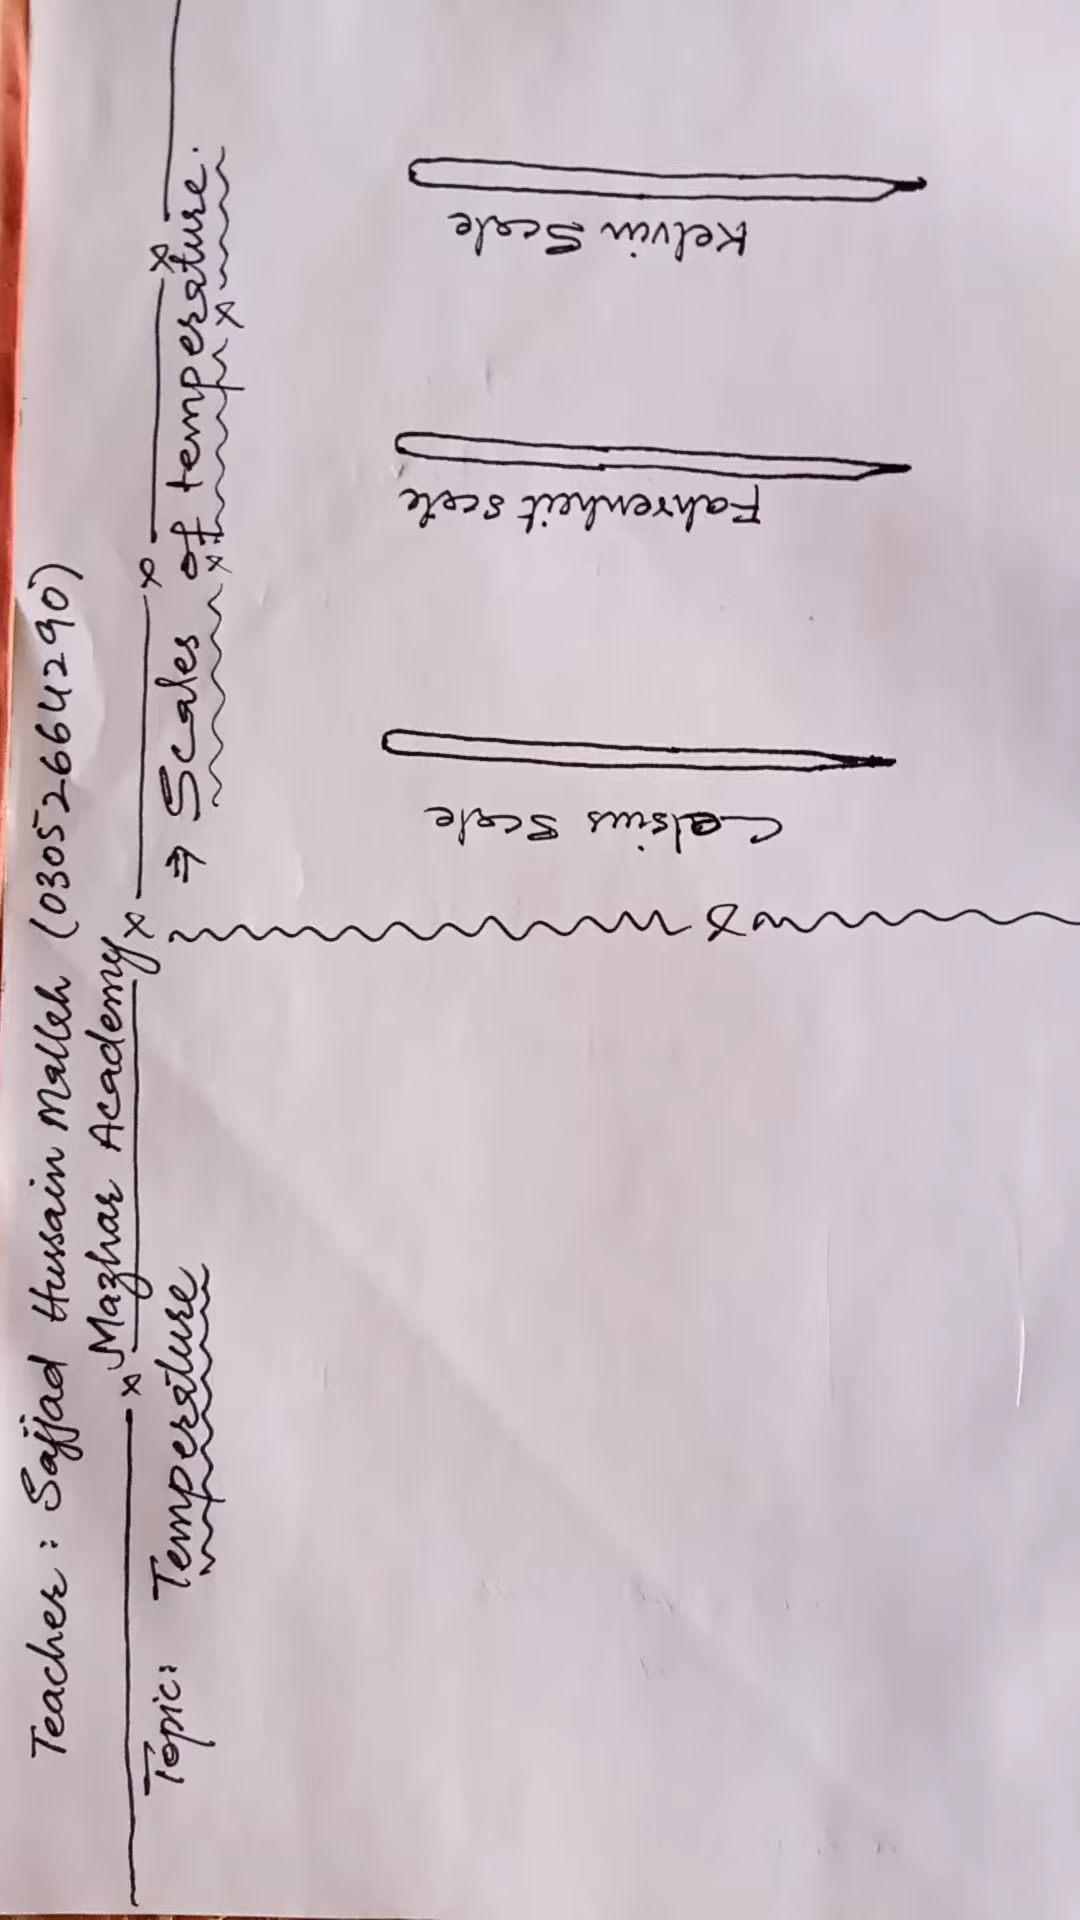 Teacher: Sajjad Hussain Malleh (03052664290)
Mazhar Academy
Topic: Temperature
⇒ Scales of temperature.
Celsius Scale
Fahrenheit scale
Kelvin Scale